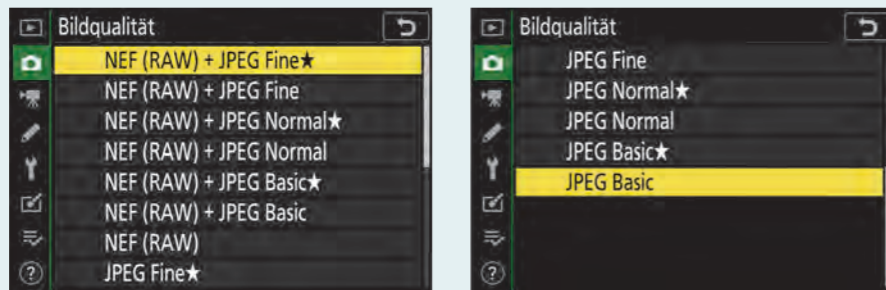 Bildqualität
NEF (RAW) + JPEG Fine★
NEF (RAW) + JPEG Fine
NEF (RAW) + JPEG Normal★
NEF (RAW) + JPEG Normal
NEF (RAW) + JPEG Basic★
NEF (RAW) + JPEG Basic
NEF (RAW)
JPEG Fine★
Bildqualität
JPEG Fine
JPEG Normal★
JPEG Normal
JPEG Basic★
JPEG Basic